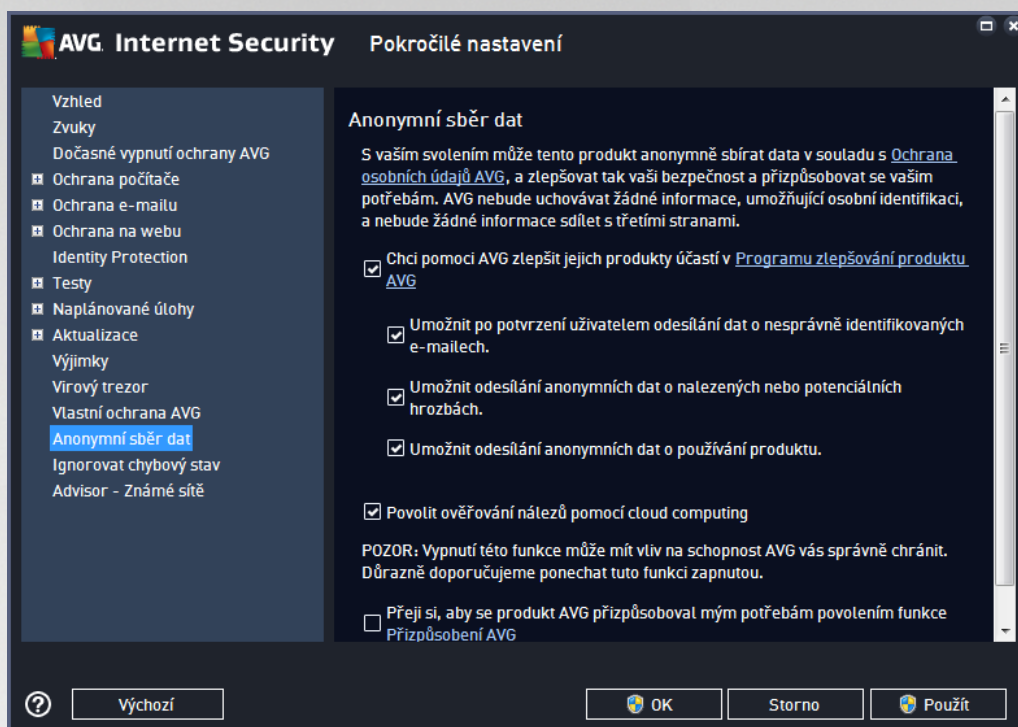 AVG. Internet Security Pokročilé nastavení
Vzhled
Zvuky
Dočasné vypnutí ochrany AVG
Ochrana počítače
Ochrana e-mailu
Ochrana na webu
Identity Protection
Testy
Naplánované úlohy
Aktualizace
Výjimky
Virový trezor
Vlastní ochrana AVG
Anonymní sběr dat
Ignorovat chybový stav
Advisor - Známé sítě
Anonymní sběr dat
S vaším svolením může tento produkt anonymně sbírat data v souladu s Ochrana
osobních údajů AVG, a zlepšovat tak vaši bezpečnost a přizpůsobovat se vašim
potřebám. AVG nebude uchovávat žádné informace, umožňující osobní identifikaci,
a nebude žádné informace sdílet s třetími stranami.
Chci pomoci AVG zlepšit jejich produkty účastí v Programu zlepšování produktu
AVG
Umožnit po potvrzení uživatelem odesílání dat o nesprávně identifikovaných
e-mailech.
Umožnit odesílání anonymních dat o nalezených nebo potenciálních
hrozbách.
Umožnit odesílání anonymních dat o používání produktu.
Povolit ověřování nálezů pomocí cloud computing
POZOR: Vypnutí této funkce může mít vliv na schopnost AVG vás správně chránit.
Důrazně doporučujeme ponechat tuto funkci zapnutou.
Přeji si, aby se produkt AVG přizpůsoboval mým potřebám povolením funkce
Přizpůsobení AVG
Výchozí
OK
Storno
Použít